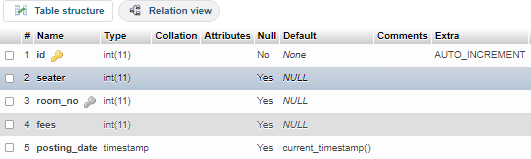 Table structure Relation view
# Name Type Collation Attributes Null Default Comments Extra
1 id int(11) No None AUTO_INCREMENT
2 seater int(11) Yes NULL
3 room_no int(11) Yes NULL
4 fees int(11) Yes NULL
5 posting_date timestamp Yes current_timestamp()